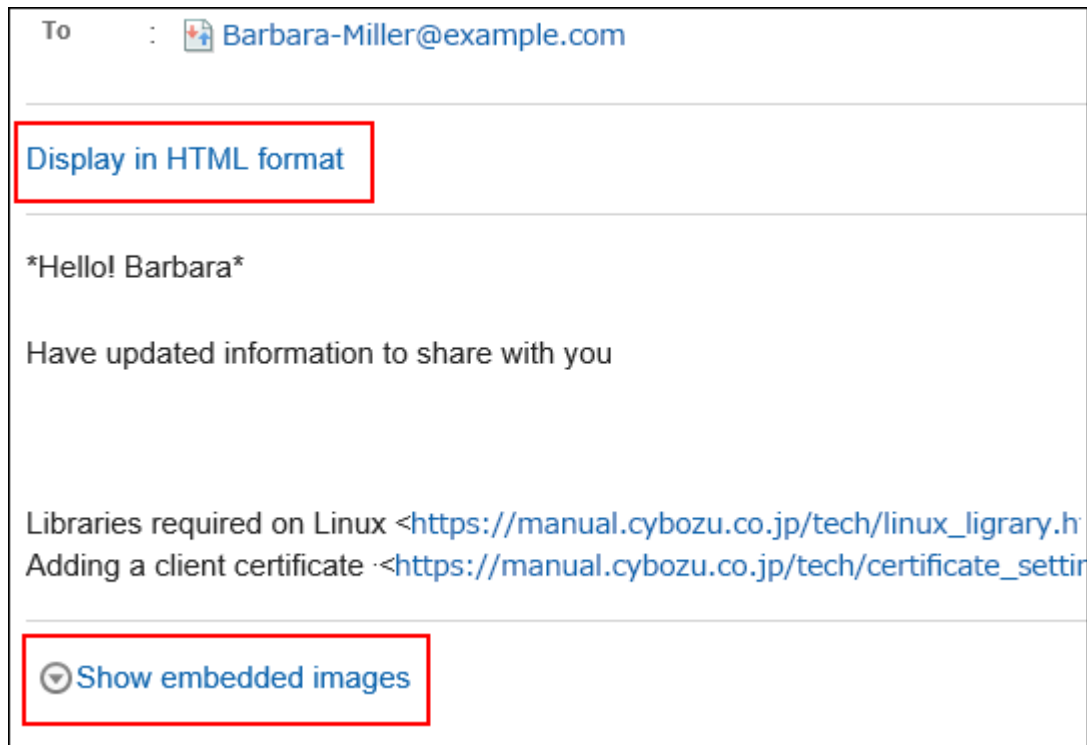 To : Barbara-Miller@example.com
Display in HTML format
*Hello! Barbara*
Have updated information to share with you
Libraries required on Linux <https://manual.cybozu.co.jp/tech/linux_ligrary.h
Adding a client certificate <https://manual.cybozu.co.jp/tech/certificate_settin
Show embedded images